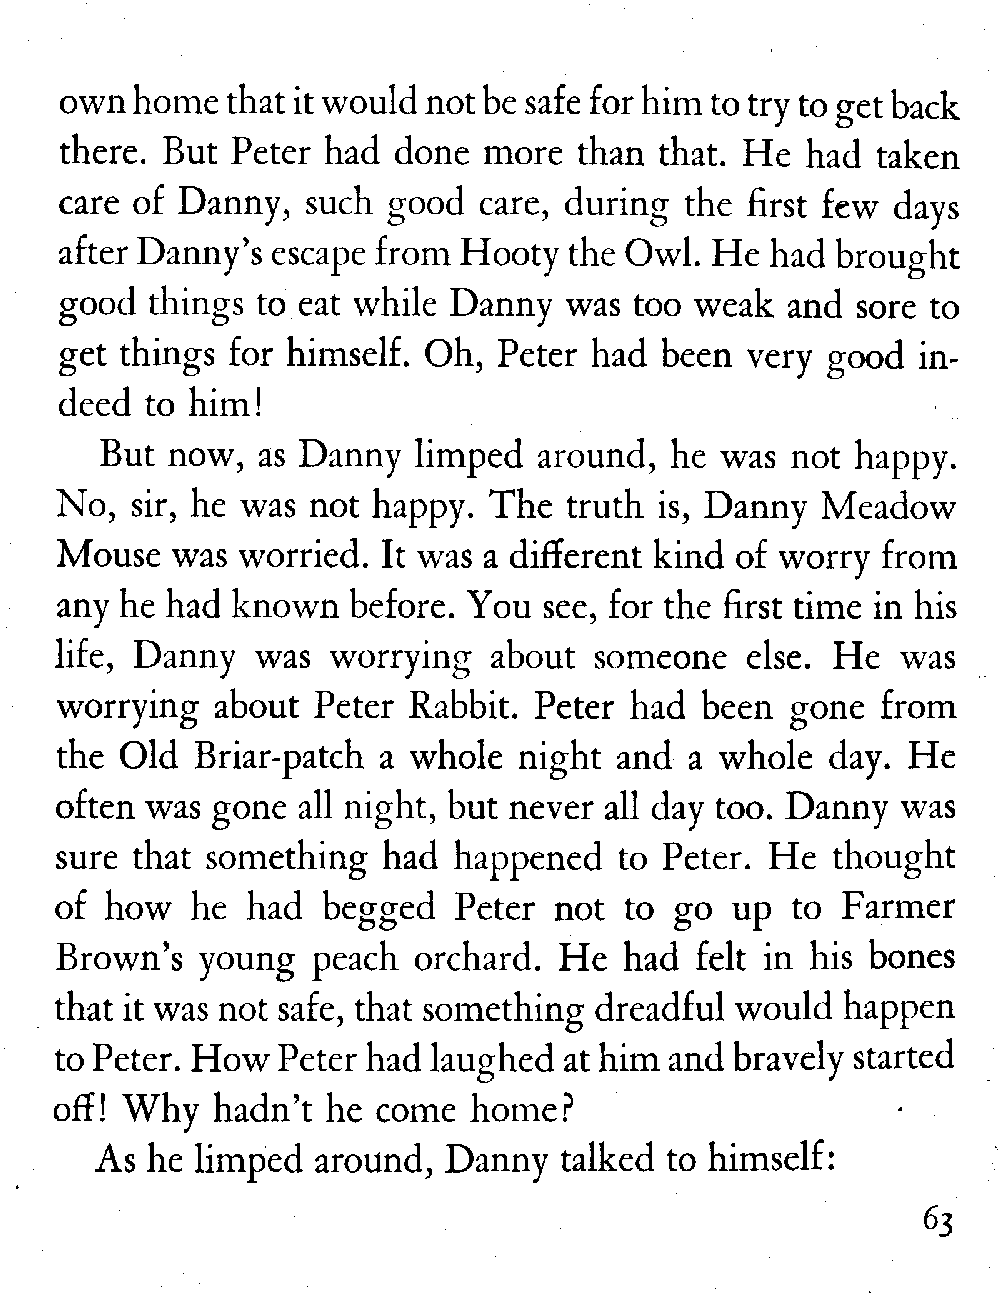 own home that it would not be safe for him to try to get back
there. But Peter had done more than that. He had taken
care of Danny, such good care, during the first few days
after Danny's escape from Hooty the Owl. He had brought
good things to eat while Danny was too weak and sore to
get things for himself. Oh, Peter had been very good in-
deed to him!
But now, as Danny limped around, he was not happy.
No, sir, he was not happy. The truth is, Danny Meadow
Mouse was worried. It was a different kind of worry from
any he had known before. You see, for the first time in his
life, Danny was worrying about someone else. He was
worrying about Peter Rabbit. Peter had been gone from
the Old Briar-patch a whole night and a whole day. He
often was gone all night, but never all day too. Danny was
sure that something had happened to Peter. He thought
of how he had begged Peter not to go up to Farmer
Brown's young peach orchard. He had felt in his bones
that it was not safe, that something dreadful would happen
to Peter. How Peter had laughed at him and bravely started
off! Why hadn't he come home?
As he limped around, Danny talked to himself:
63